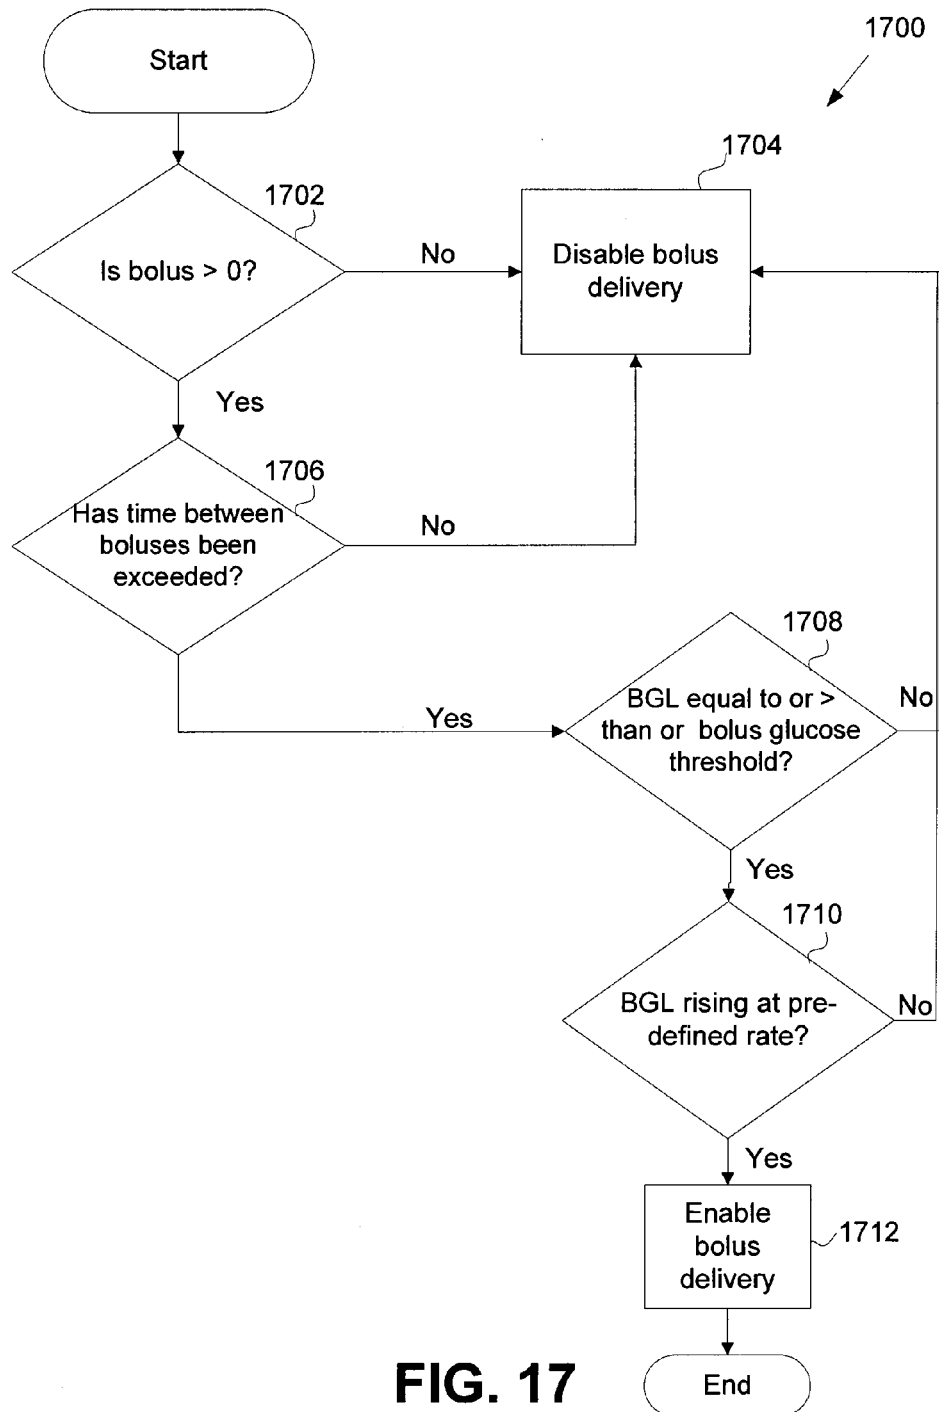 1700
Start
1704
1702
Is bolus > 0?
No
Disable bolus
delivery
Yes
1706
Has time between
boluses been
exceeded?
No
1708
Yes
BGL equal to or >
than or bolus glucose
threshold?
No
Yes
1710
BGL rising at pre-
defined rate?
No
Yes
Enable
bolus
delivery
1712
FIG. 17
End